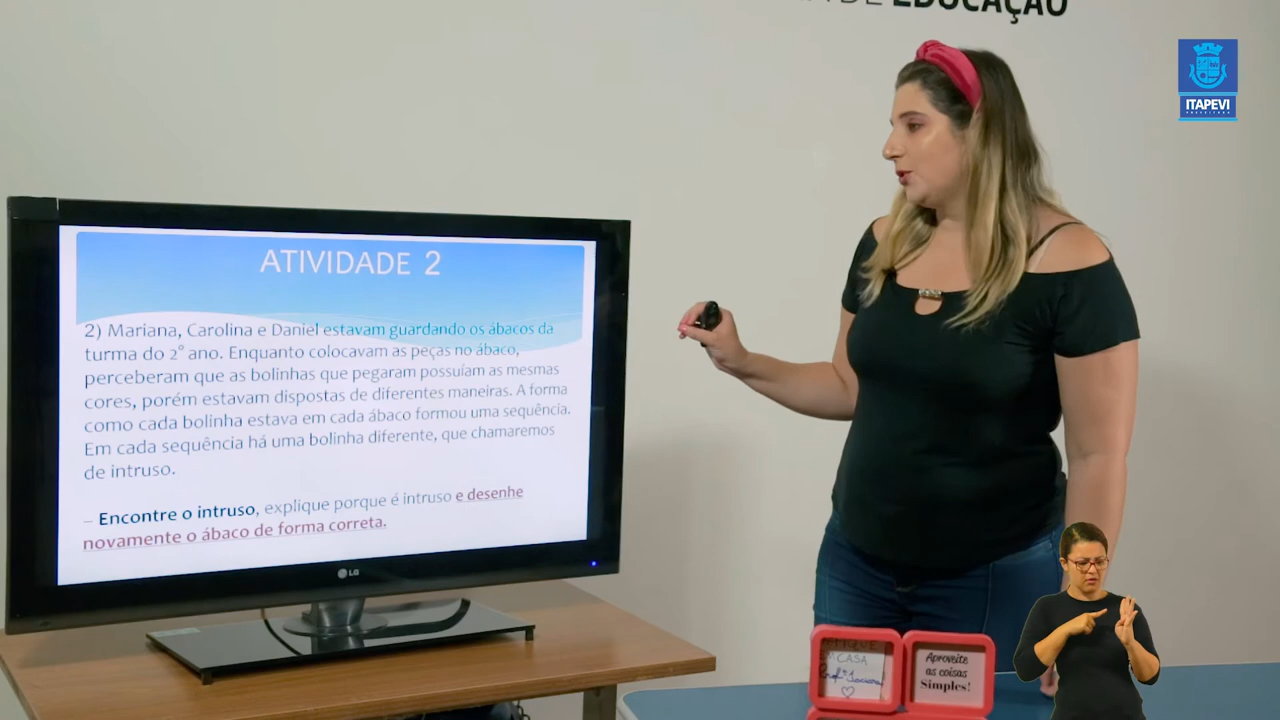 DE EDUCAÇÃO
ITAPEVI
PREFEITURA
ATIVIDADE 2
2) Mariana, Carolina e Daniel estavam guardando os ábacos da
turma do 2° ano. Enquanto colocavam as peças no ábaco,
perceberam que as bolinhas que pegaram possuíam as mesmas
cores, porém estavam dispostas de diferentes maneiras. A forma
como cada bolinha estava em cada ábaco formou uma sequência.
Em cada sequência há uma bolinha diferente, que chamaremos
de intruso.
– Encontre o intruso, explique porque é intruso e desenhe
novamente o ábaco de forma correta.
LG
CASA
Aproveite
as coisas
Simples!